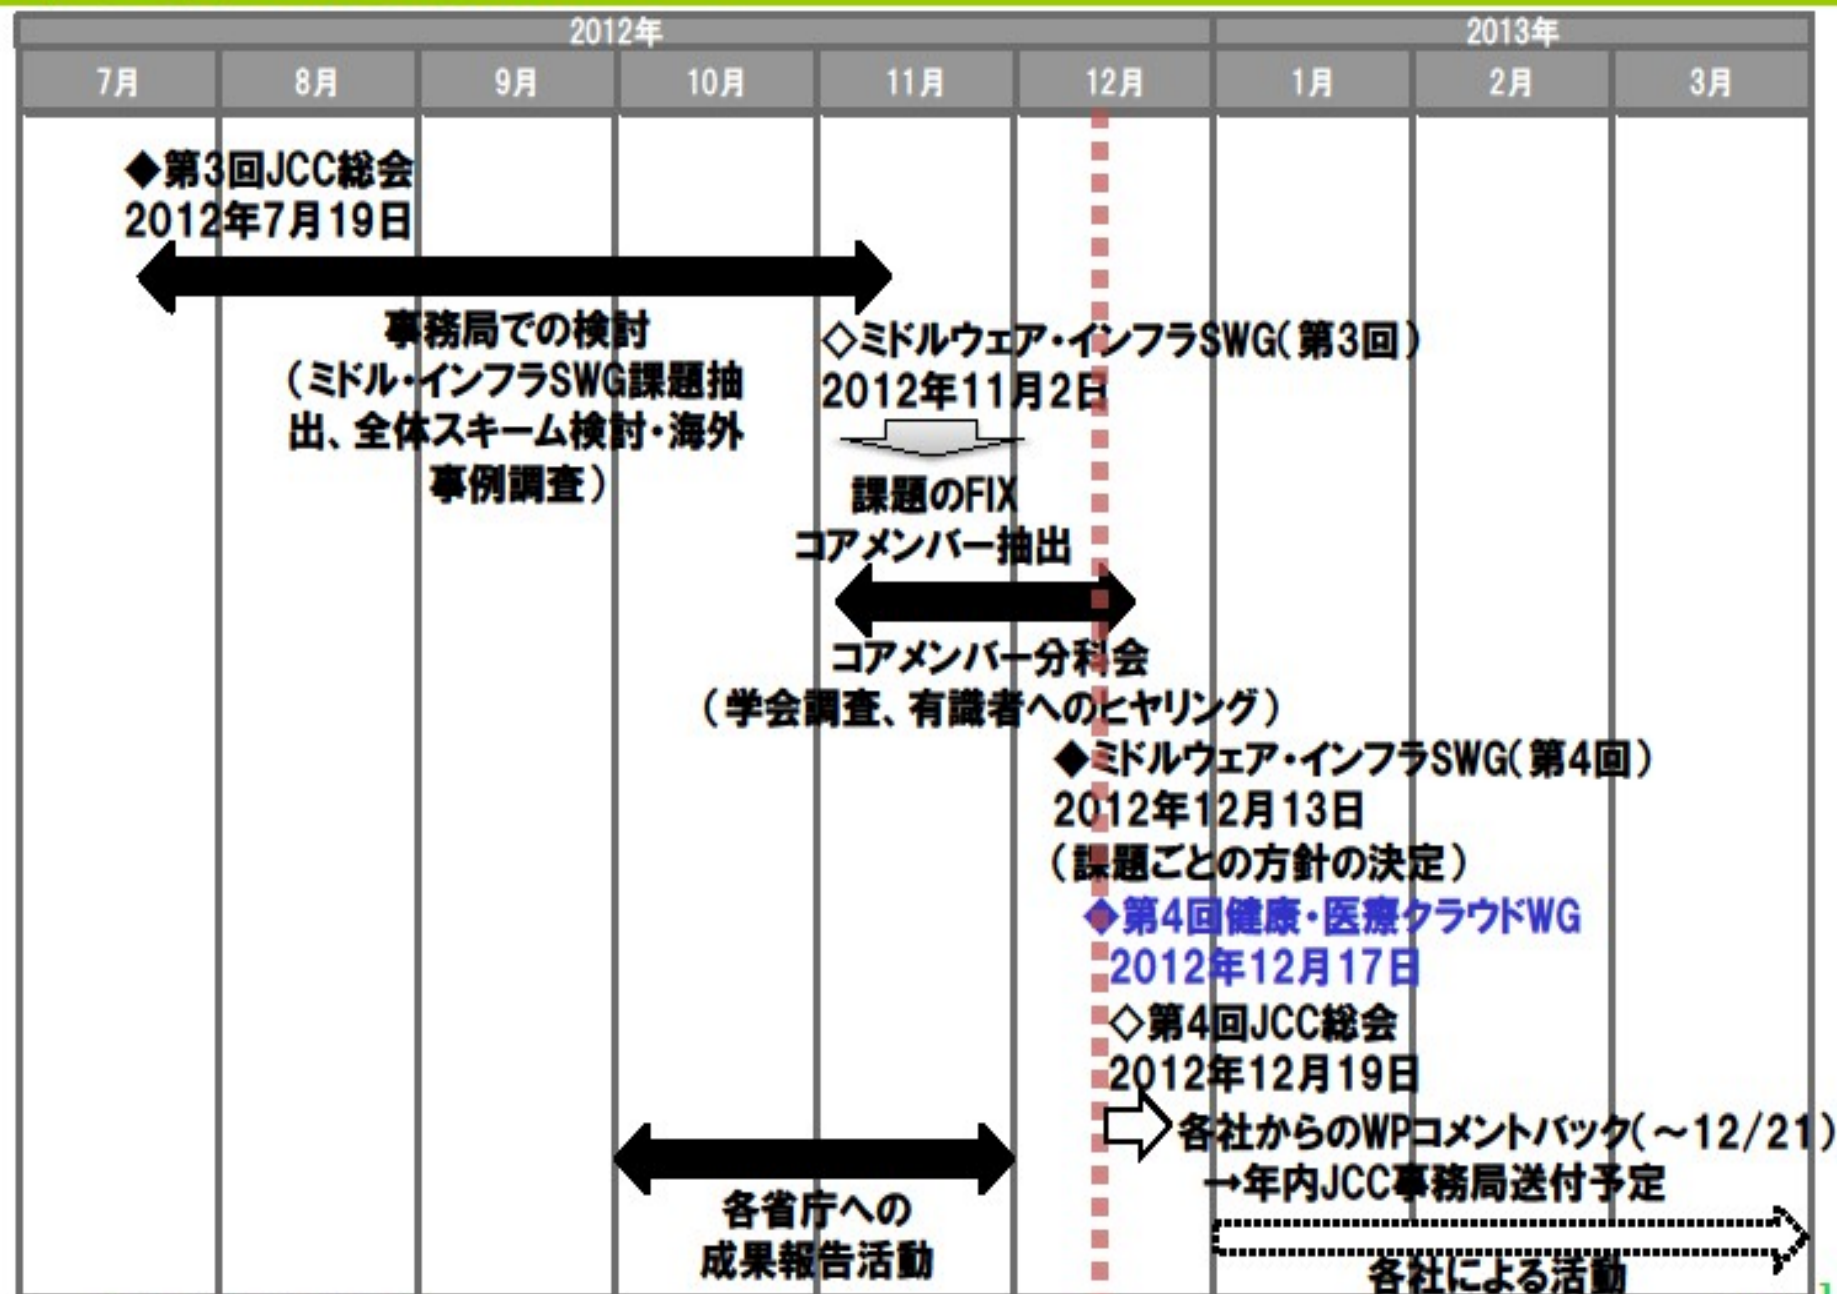 2012年
2013年
7月
8月
9月
10月
11月
12月
1月
2月
3月
◆第3回JCC総会
2012年7月19日
事務局での検討
（ミドル・インフラSWG課題抽
出、全体スキーム検討・海外
事例調査）
◇ミドルウェア・インフラSWG（第3回）
2012年11月2日
課題のFIX
コアメンバー抽出
コアメンバー分科会
（学会調査、有識者へのヒヤリング）
◆ミドルウェア・インフラSWG（第4回）
2012年12月13日
（課題ごとの方針の決定）
◆第4回健康・医療クラウドWG
2012年12月17日
◇第4回JCC総会
2012年12月19日
各社からのWPコメントバック（～12/21）
→年内JCC事務局送付予定
各省庁への
成果報告活動
各社による活動